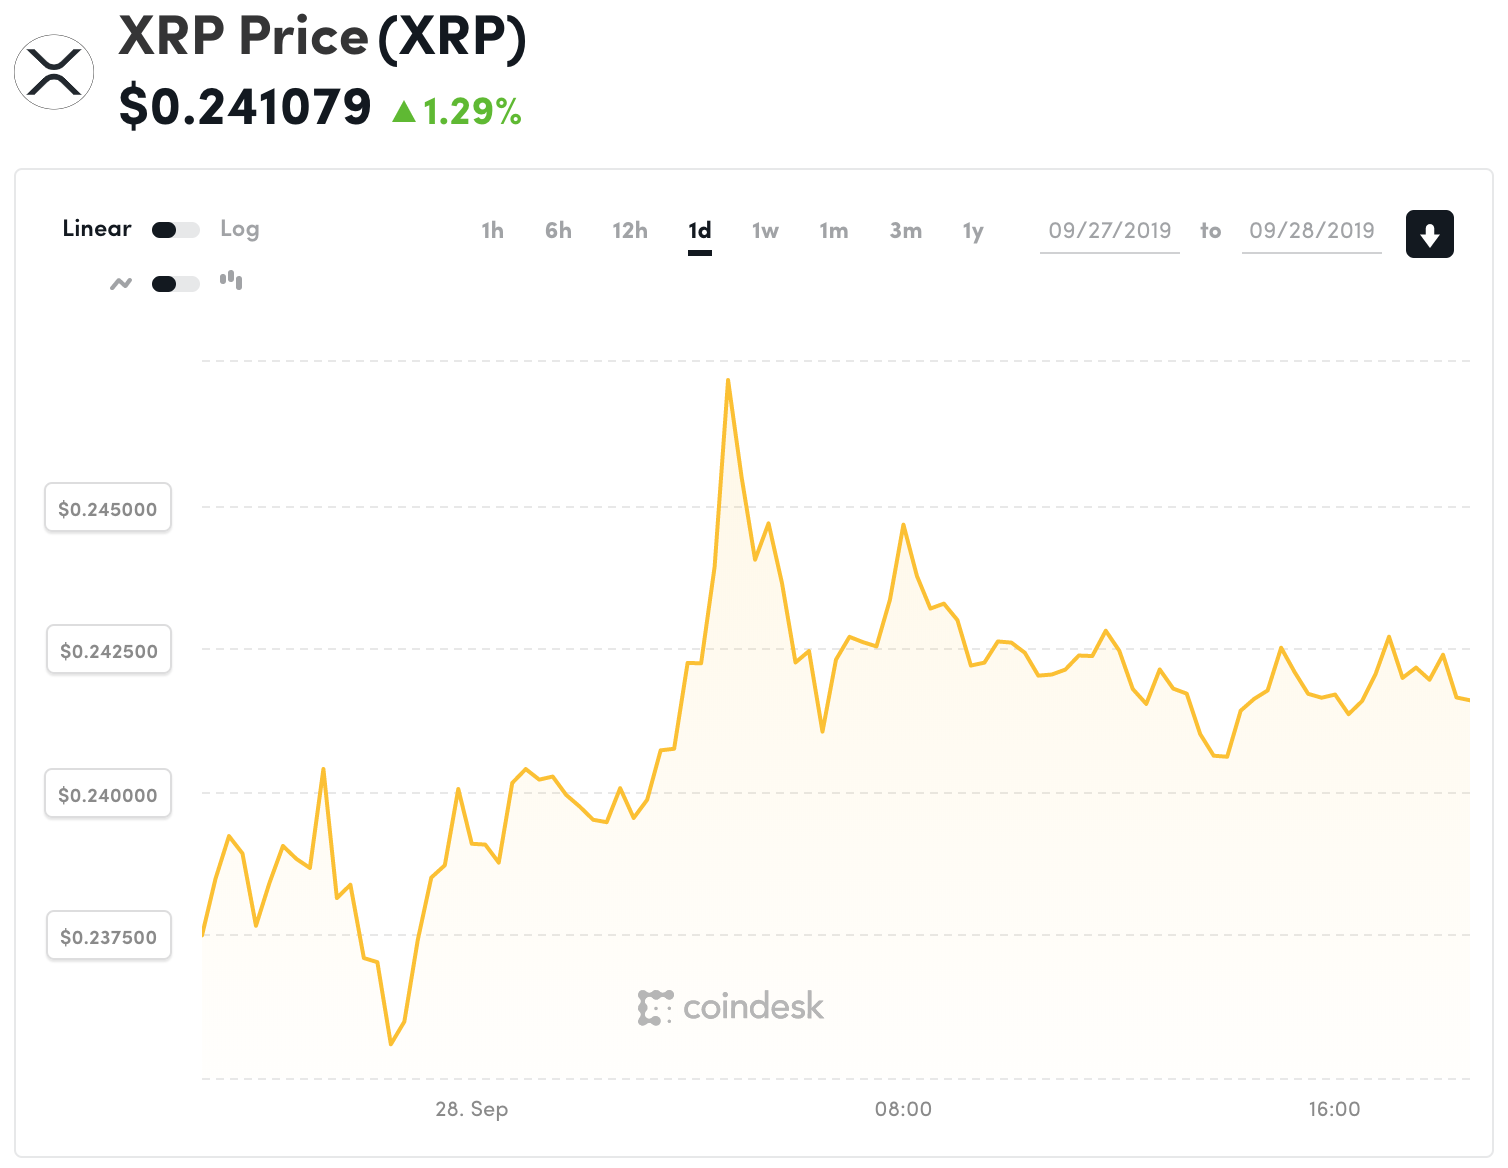 XRP Price (XRP)
$0.241079 ▲ 1.29%
Linear Log 1h 6h 12h 1d 1w 1m 3m 1y 09/27/2019 to 09/28/2019
$0.245000
$0.242500
$0.240000
$0.237500
coindesk
28. Sep 08:00 16:00